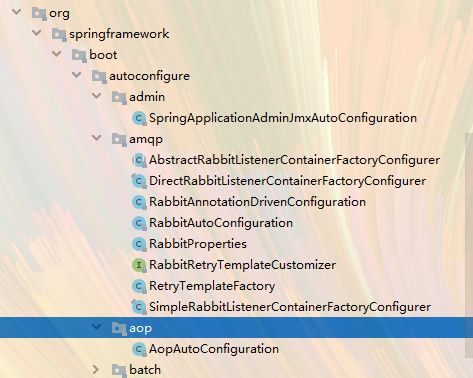 org
springframework
boot
autoconfigure
admin
SpringApplicationAdminJmxAutoConfiguration
amqp
AbstractRabbitListenerContainerFactoryConfigurer
DirectRabbitListenerContainerFactoryConfigurer
RabbitAnnotationDrivenConfiguration
RabbitAutoConfiguration
RabbitProperties
RabbitRetryTemplateCustomizer
RetryTemplateFactory
SimpleRabbitListenerContainerFactoryConfigurer
aop
AopAutoConfiguration
batch